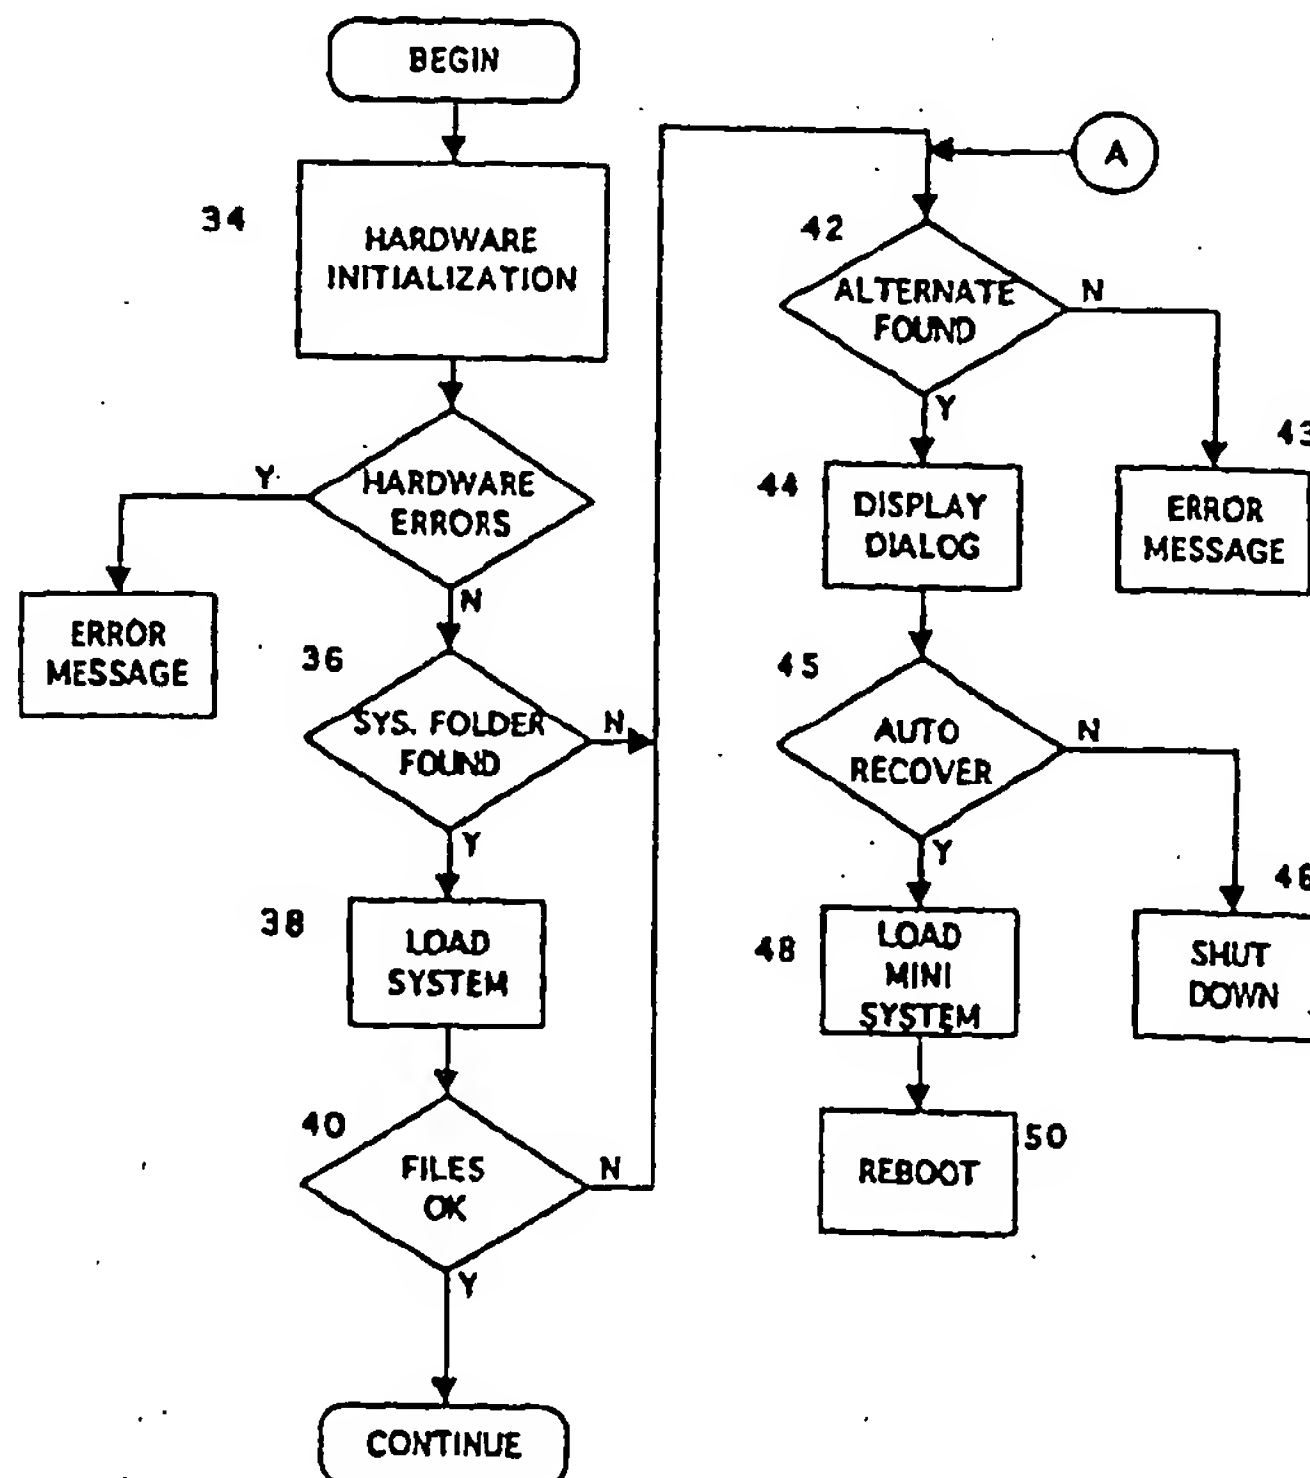 BEGIN
34
HARDWARE
INITIALIZATION
HARDWARE
ERRORS
Y
N
ERROR
MESSAGE
36
SYS. FOLDER
FOUND
N
Y
38
LOAD
SYSTEM
40
FILES
OK
N
Y
CONTINUE
A
42
ALTERNATE
FOUND
N
Y
43
ERROR
MESSAGE
44
DISPLAY
DIALOG
45
AUTO
RECOVER
N
Y
46
SHUT
DOWN
48
LOAD
MINI
SYSTEM
50
REBOOT